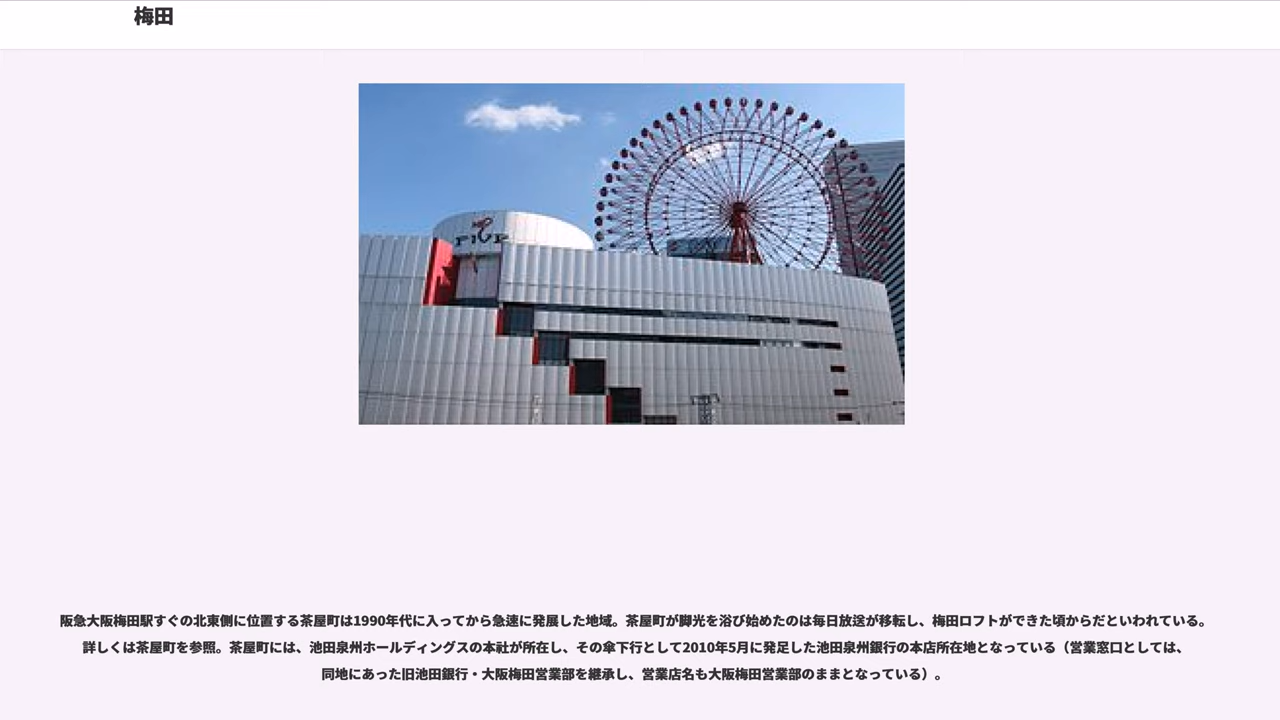 梅田
阪急大阪梅田駅すぐの北東側に位置する茶屋町は1990年代に入ってから急速に発展した地域。茶屋町が脚光を浴び始めたのは毎日放送が移転し、梅田ロフトができた頃からだといわれている。
詳しくは茶屋町を参照。茶屋町には、池田泉州ホールディングスの本社が所在し、その傘下行として2010年5月に発足した池田泉州銀行の本店所在地となっている（営業窓口としては、
同地にあった旧池田銀行・大阪梅田営業部を継承し、営業店名も大阪梅田営業部のままとなっている）。